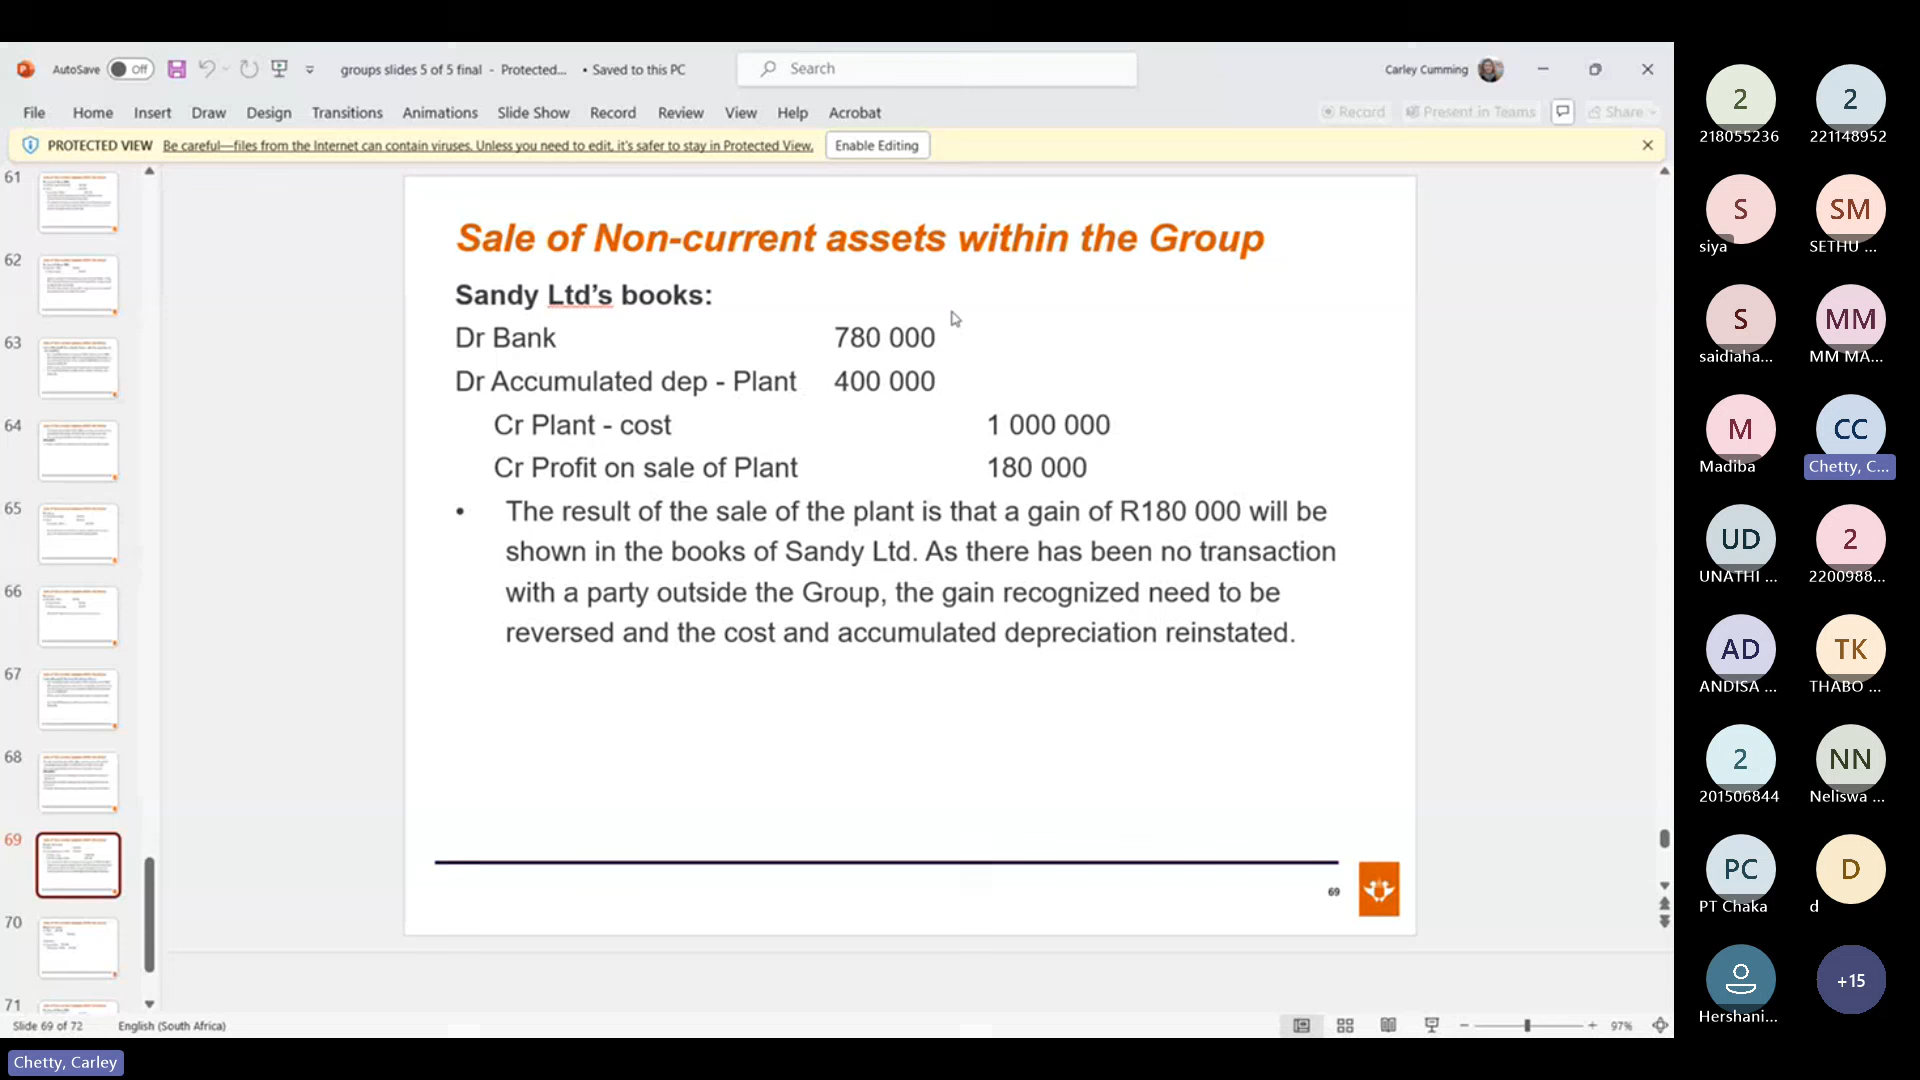 AutoSave Off groups slides 5 of 5 final - Protected... • Saved to this PC Search Carley Cumming
File Home Insert Draw Design Transitions Animations Slide Show Record Review View Help Acrobat Record Present in Teams Share
PROTECTED VIEW Be careful—files from the Internet can contain viruses. Unless you need to edit, it's safer to stay in Protected View. Enable Editing
61
62
63
64
65
66
67
68
69
70
71
Sale of Non-current assets within the Group
Sandy Ltd's books:
Dr Bank 780 000
Dr Accumulated dep - Plant 400 000
Cr Plant - cost 1 000 000
Cr Profit on sale of Plant 180 000
• The result of the sale of the plant is that a gain of R180 000 will be
shown in the books of Sandy Ltd. As there has been no transaction
with a party outside the Group, the gain recognized need to be
reversed and the cost and accumulated depreciation reinstated.
69
Slide 69 of 72 English (South Africa) 97%
Chetty, Carley
2 2
218055236 221148952
S SM
siya SETHU ...
S MM
saidiaha... MM MA...
M CC
Madiba Chetty, C...
UD 2
UNATHI ... 2200988...
AD TK
ANDISA ... THABO ...
2 NN
201506844 Neliswa ...
PC D
PT Chaka d
+15
Hershani...